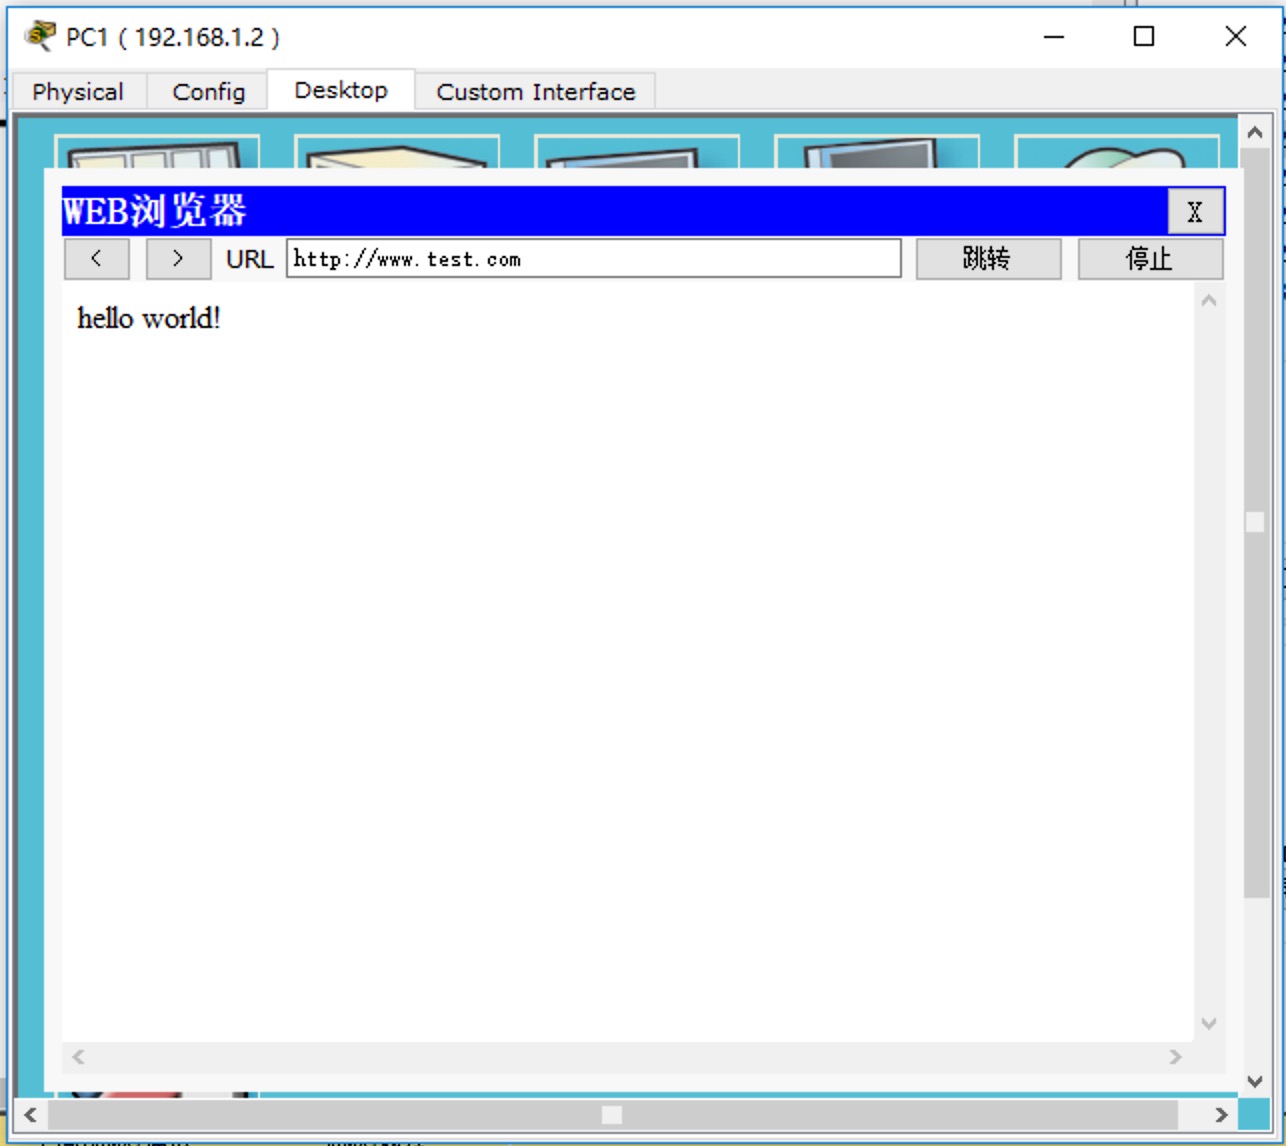 PC1 ( 192.168.1.2 )
Physical Config Desktop Custom Interface
WEB浏览器 X
< > URL http://www.test.com 跳转 停止
hello world!